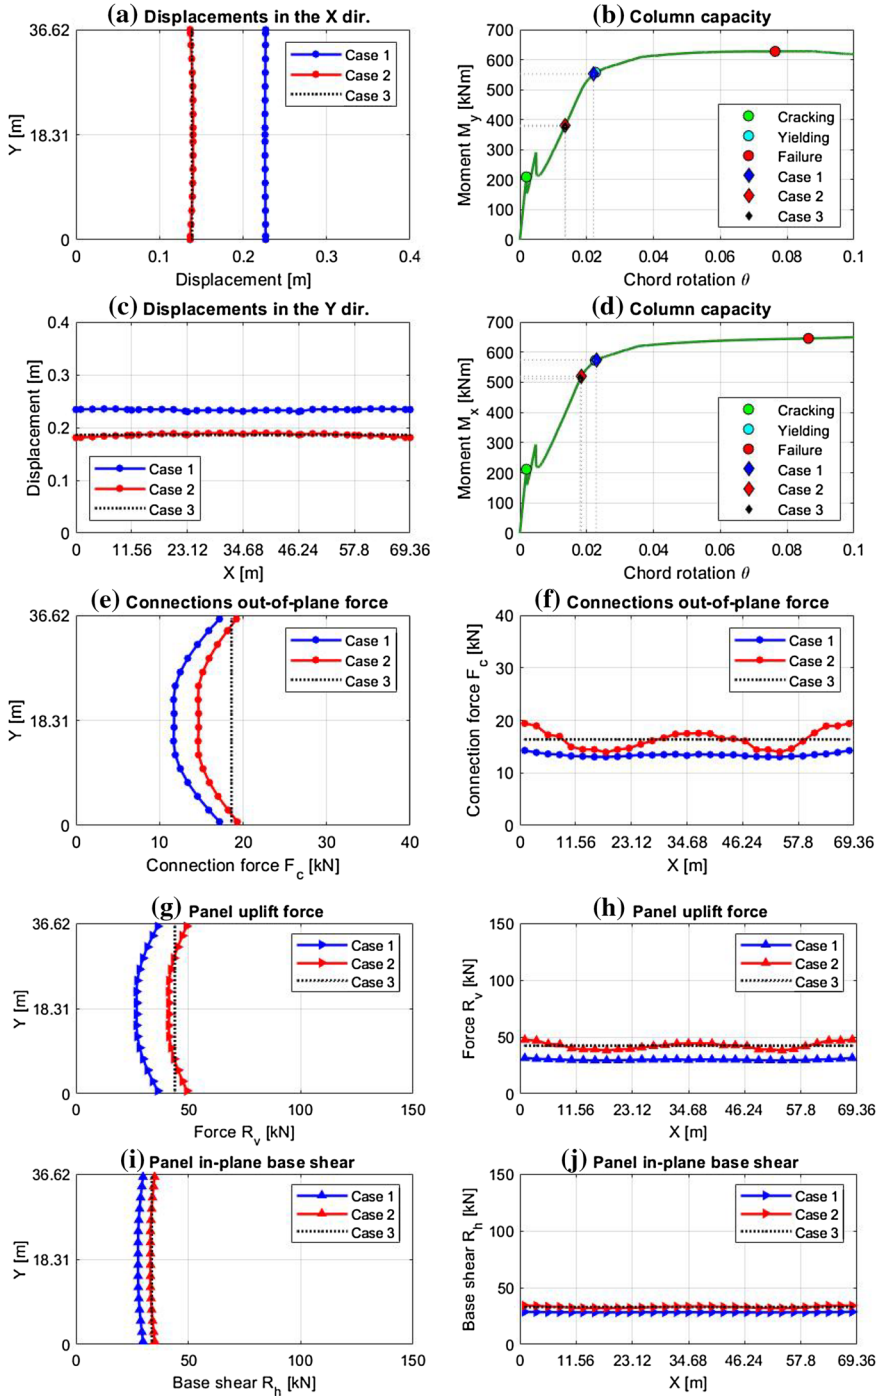 (a) Displacements in the X dir.
36.62
18.31
0
Y [m]
0 0.1 0.2 0.3 0.4
Displacement [m]
Case 1
Case 2
Case 3
(b) Column capacity
700
600
500
400
300
200
100
0
Moment M_y [kNm]
0 0.02 0.04 0.06 0.08 0.1
Chord rotation θ
Cracking
Yielding
Failure
Case 1
Case 2
Case 3
(c) Displacements in the Y dir.
0.4
0.3
0.2
0.1
0
Displacement [m]
0 11.56 23.12 34.68 46.24 57.8 69.36
X [m]
Case 1
Case 2
Case 3
(d) Column capacity
700
600
500
400
300
200
100
0
Moment M_x [kNm]
0 0.02 0.04 0.06 0.08 0.1
Chord rotation θ
Cracking
Yielding
Failure
Case 1
Case 2
Case 3
(e) Connections out-of-plane force
36.62
18.31
0
Y [m]
0 10 20 30 40
Connection force F_c [kN]
Case 1
Case 2
Case 3
(f) Connections out-of-plane force
40
30
20
10
0
Connection force F_c [kN]
0 11.56 23.12 34.68 46.24 57.8 69.36
X [m]
Case 1
Case 2
Case 3
(g) Panel uplift force
36.62
18.31
0
Y [m]
0 50 100 150
Force R_v [kN]
Case 1
Case 2
Case 3
(h) Panel uplift force
150
100
50
0
Force R_v [kN]
0 11.56 23.12 34.68 46.24 57.8 69.36
X [m]
Case 1
Case 2
Case 3
(i) Panel in-plane base shear
36.62
18.31
0
Y [m]
0 50 100 150
Base shear R_h [kN]
Case 1
Case 2
Case 3
(j) Panel in-plane base shear
150
100
50
0
Base shear R_h [kN]
0 11.56 23.12 34.68 46.24 57.8 69.36
X [m]
Case 1
Case 2
Case 3